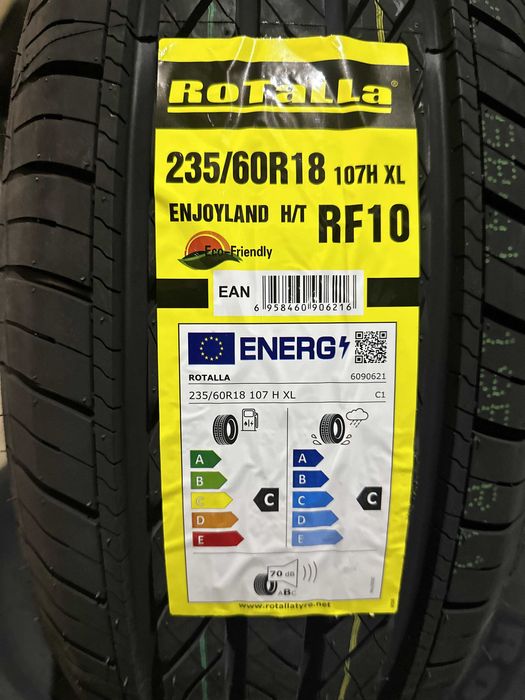 RoTaLLa®
235/60R18 107H XL
ENJOYLAND H/T RF10
Eco-Friendly
EAN
6 958460 906216
ENERG
ROTALLA 6090621
235/60R18 107 H XL C1
A A
B B
C C C C
D D
E E
70 dB
ABC
www.rotallatyre.net